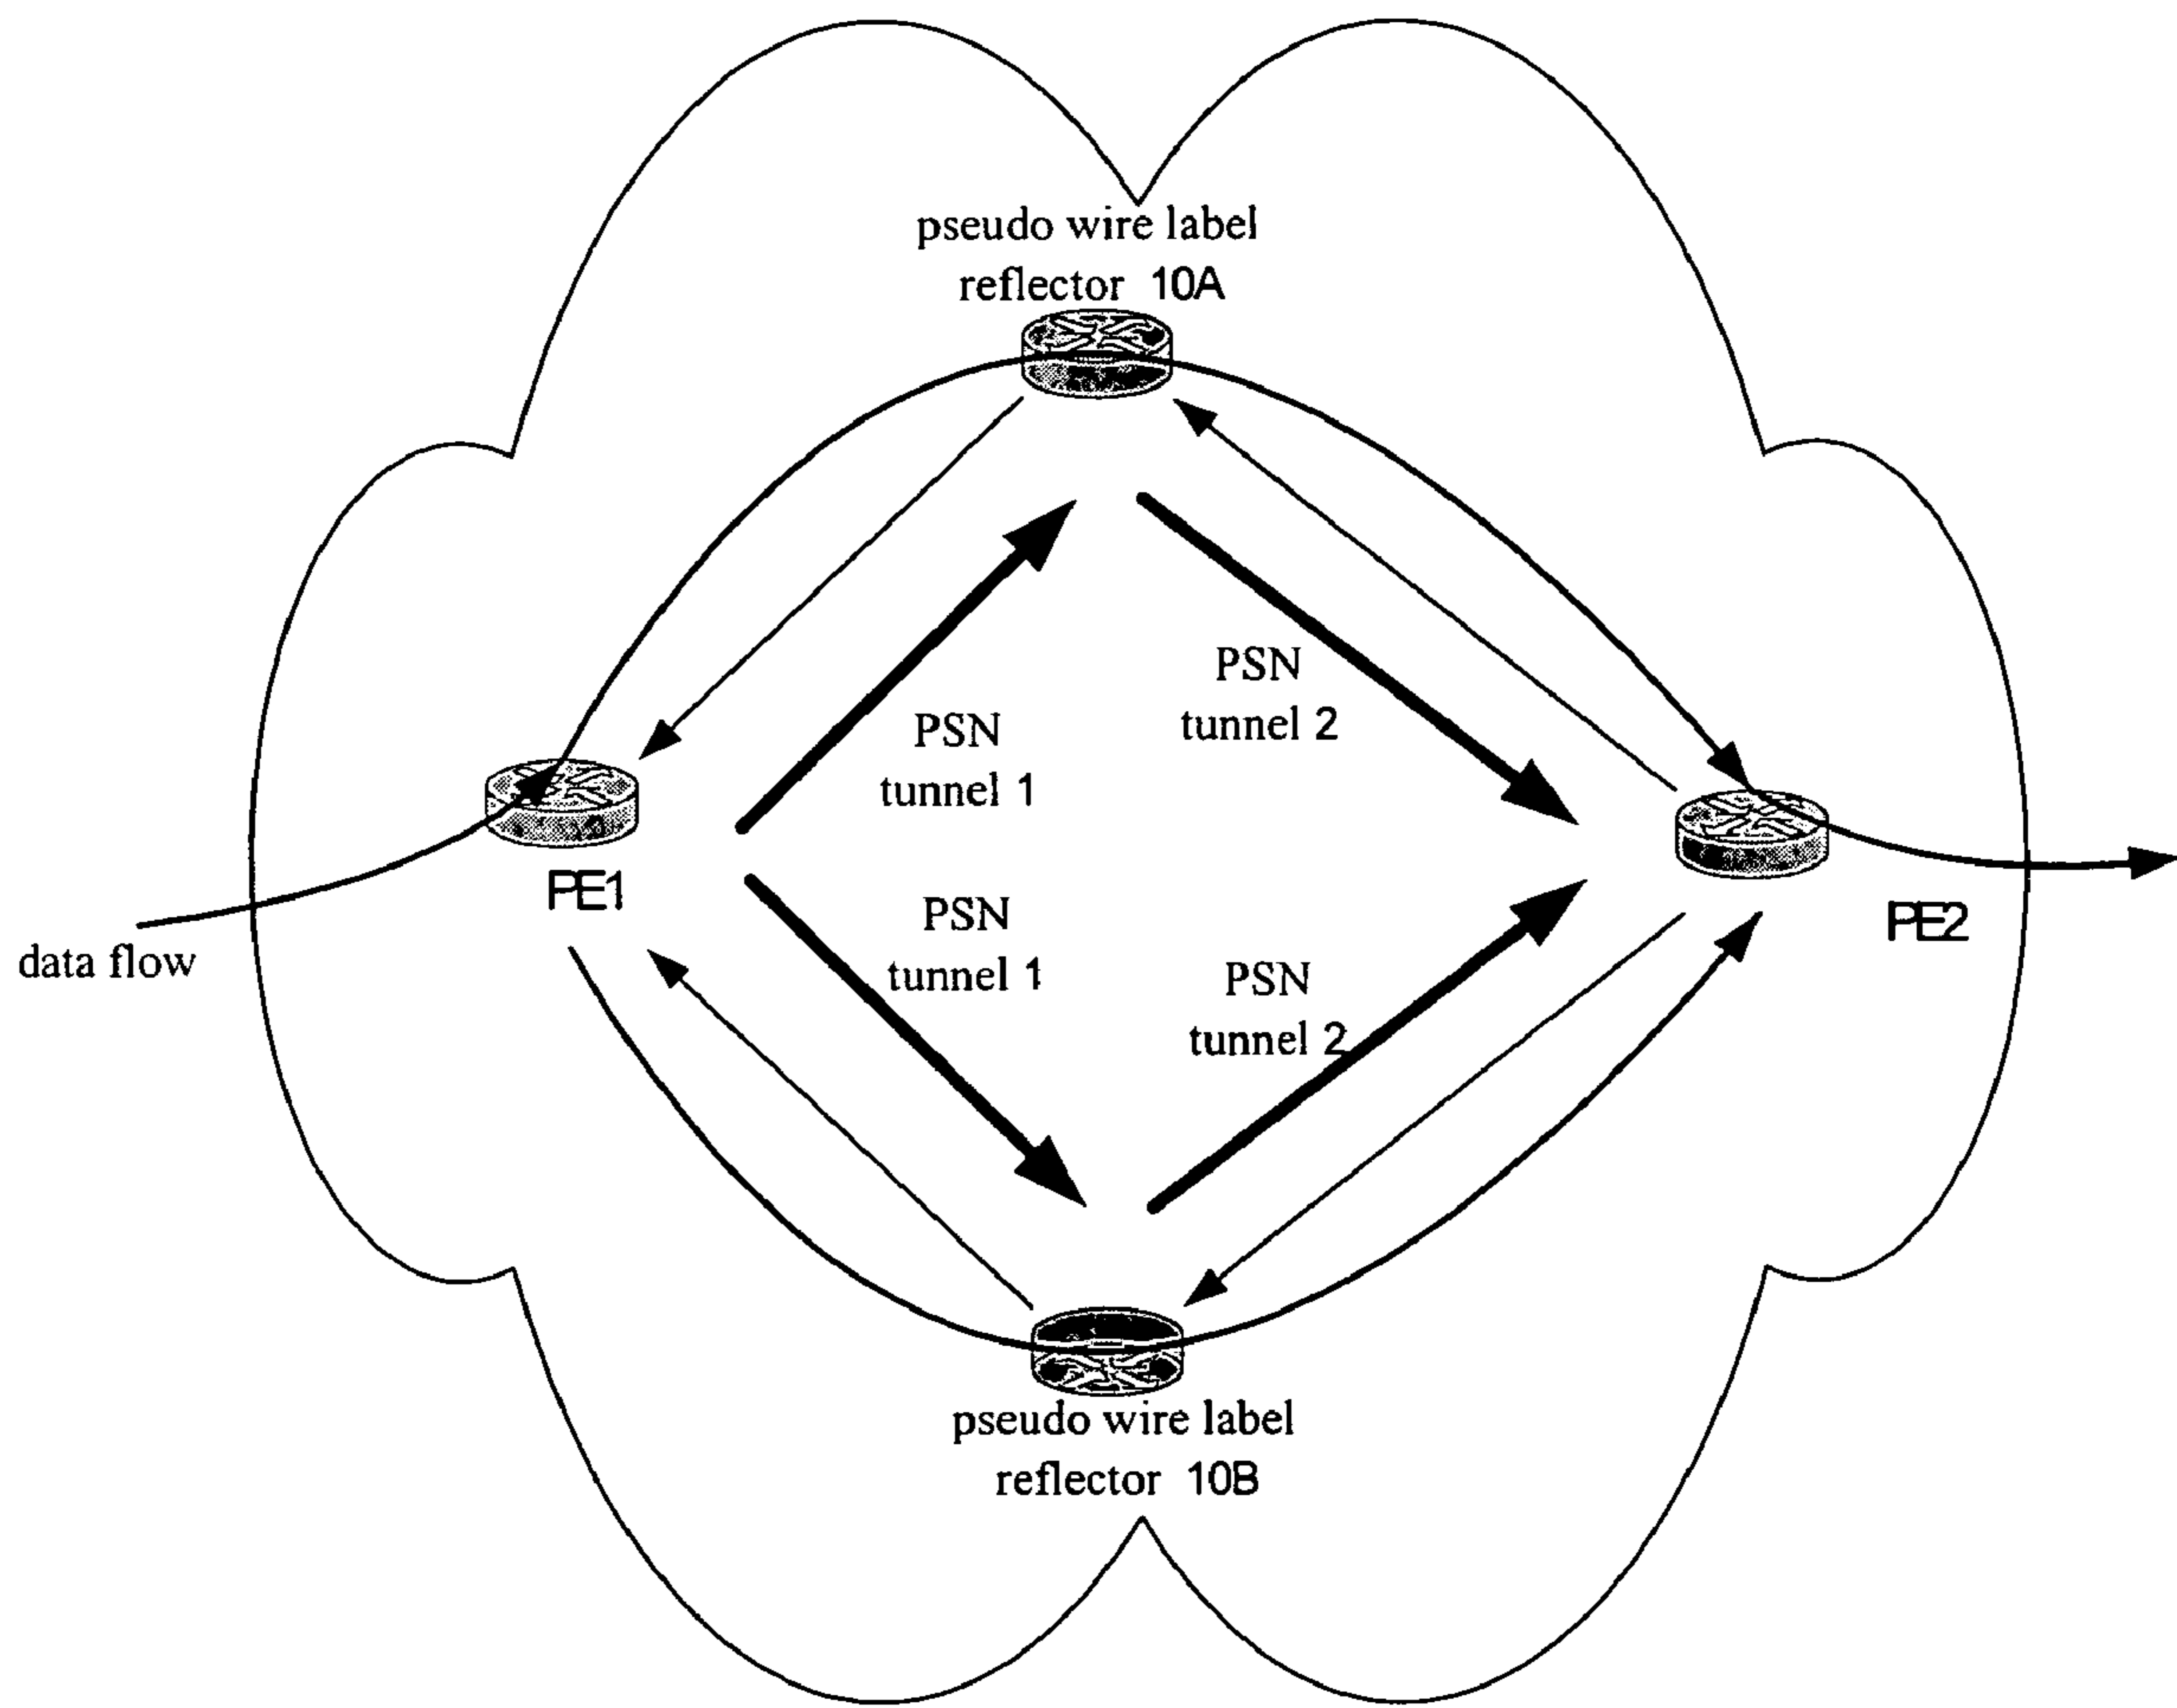 pseudo wire label
reflector 10A
PSN
tunnel 2
PSN
tunnel 1
PE1
PSN
tunnel 1
PE2
data flow
PSN
tunnel 2
pseudo wire label
reflector 10B